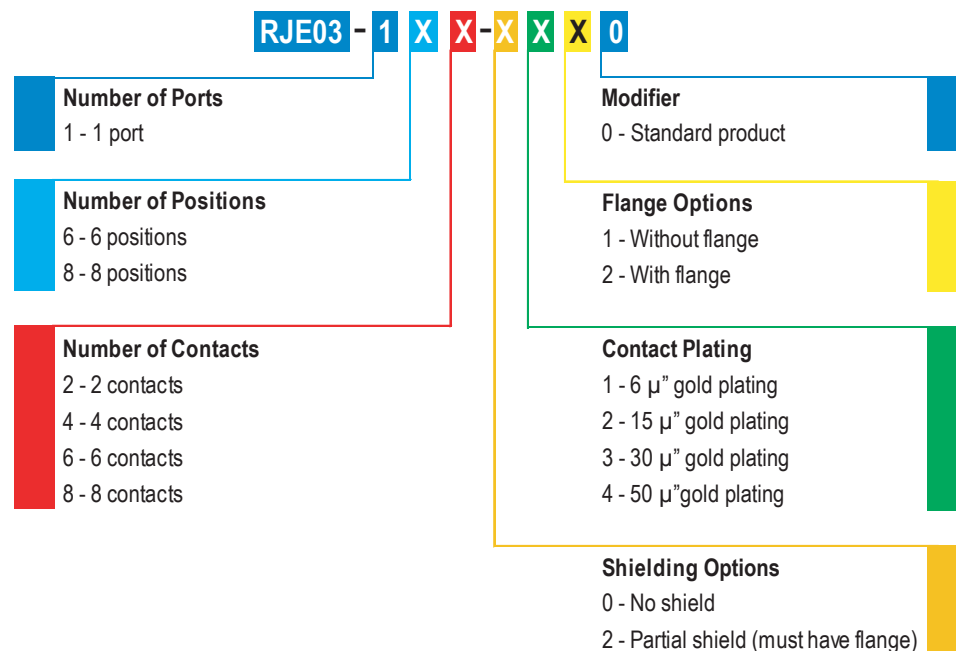 RJE03 - 1 X X - X X X 0
Number of Ports
1 - 1 port
Number of Positions
6 - 6 positions
8 - 8 positions
Number of Contacts
2 - 2 contacts
4 - 4 contacts
6 - 6 contacts
8 - 8 contacts
Modifier
0 - Standard product
Flange Options
1 - Without flange
2 - With flange
Contact Plating
1 - 6 µ” gold plating
2 - 15 µ” gold plating
3 - 30 µ” gold plating
4 - 50 µ”gold plating
Shielding Options
0 - No shield
2 - Partial shield (must have flange)